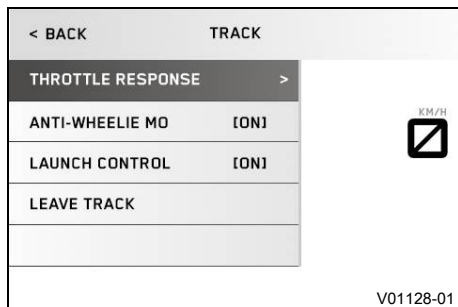 < BACK TRACK
THROTTLE RESPONSE >
KM/H
ANTI-WHEELIE MO [ON]
LAUNCH CONTROL [ON]
LEAVE TRACK
V01128-01